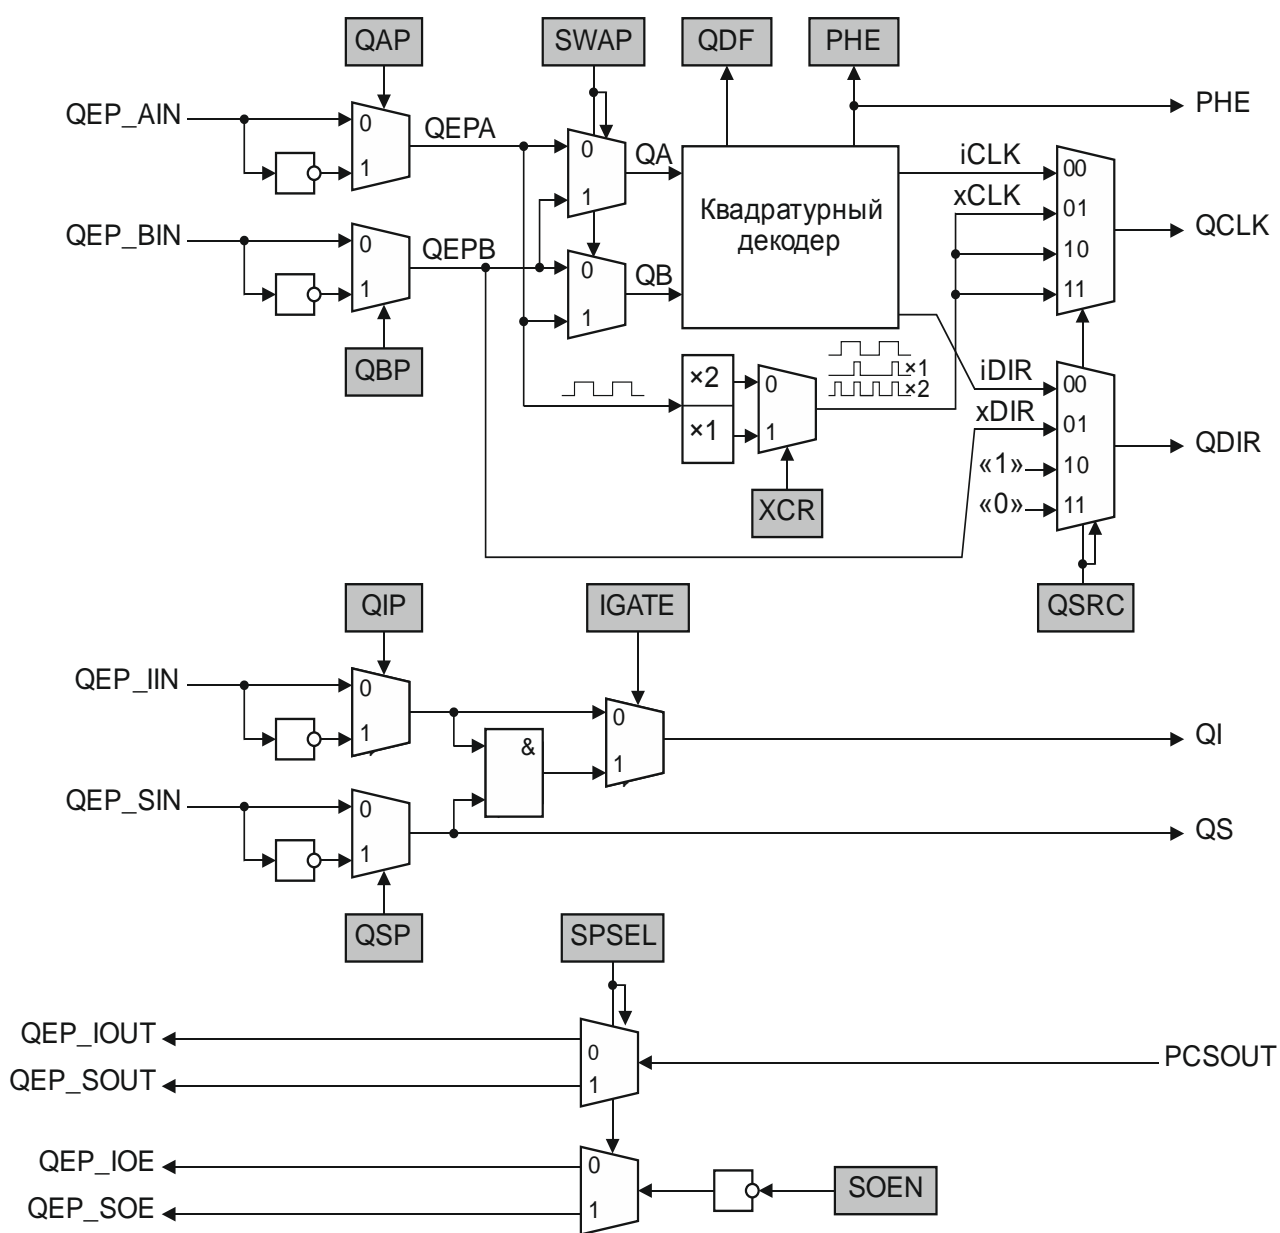 QAP
SWAP
QDF
PHE
QEP_AIN
0
1
QEPA
0
1
QA
PHE
iCLK
00
xCLK
01
10
11
QCLK
Квадратурный
декодер
QEP_BIN
0
1
QEPB
0
1
QB
QBP
×2
×1
0
1
×1
×2
XCR
iDIR
00
xDIR
01
«1»
10
«0»
11
QDIR
QSRC
QIP
IGATE
QEP_IIN
0
1
&
0
1
QI
QEP_SIN
0
1
QS
QSP
SPSEL
QEP_IOUT
0
PCSOUT
QEP_SOUT
1
QEP_IOE
0
QEP_SOE
1
SOEN